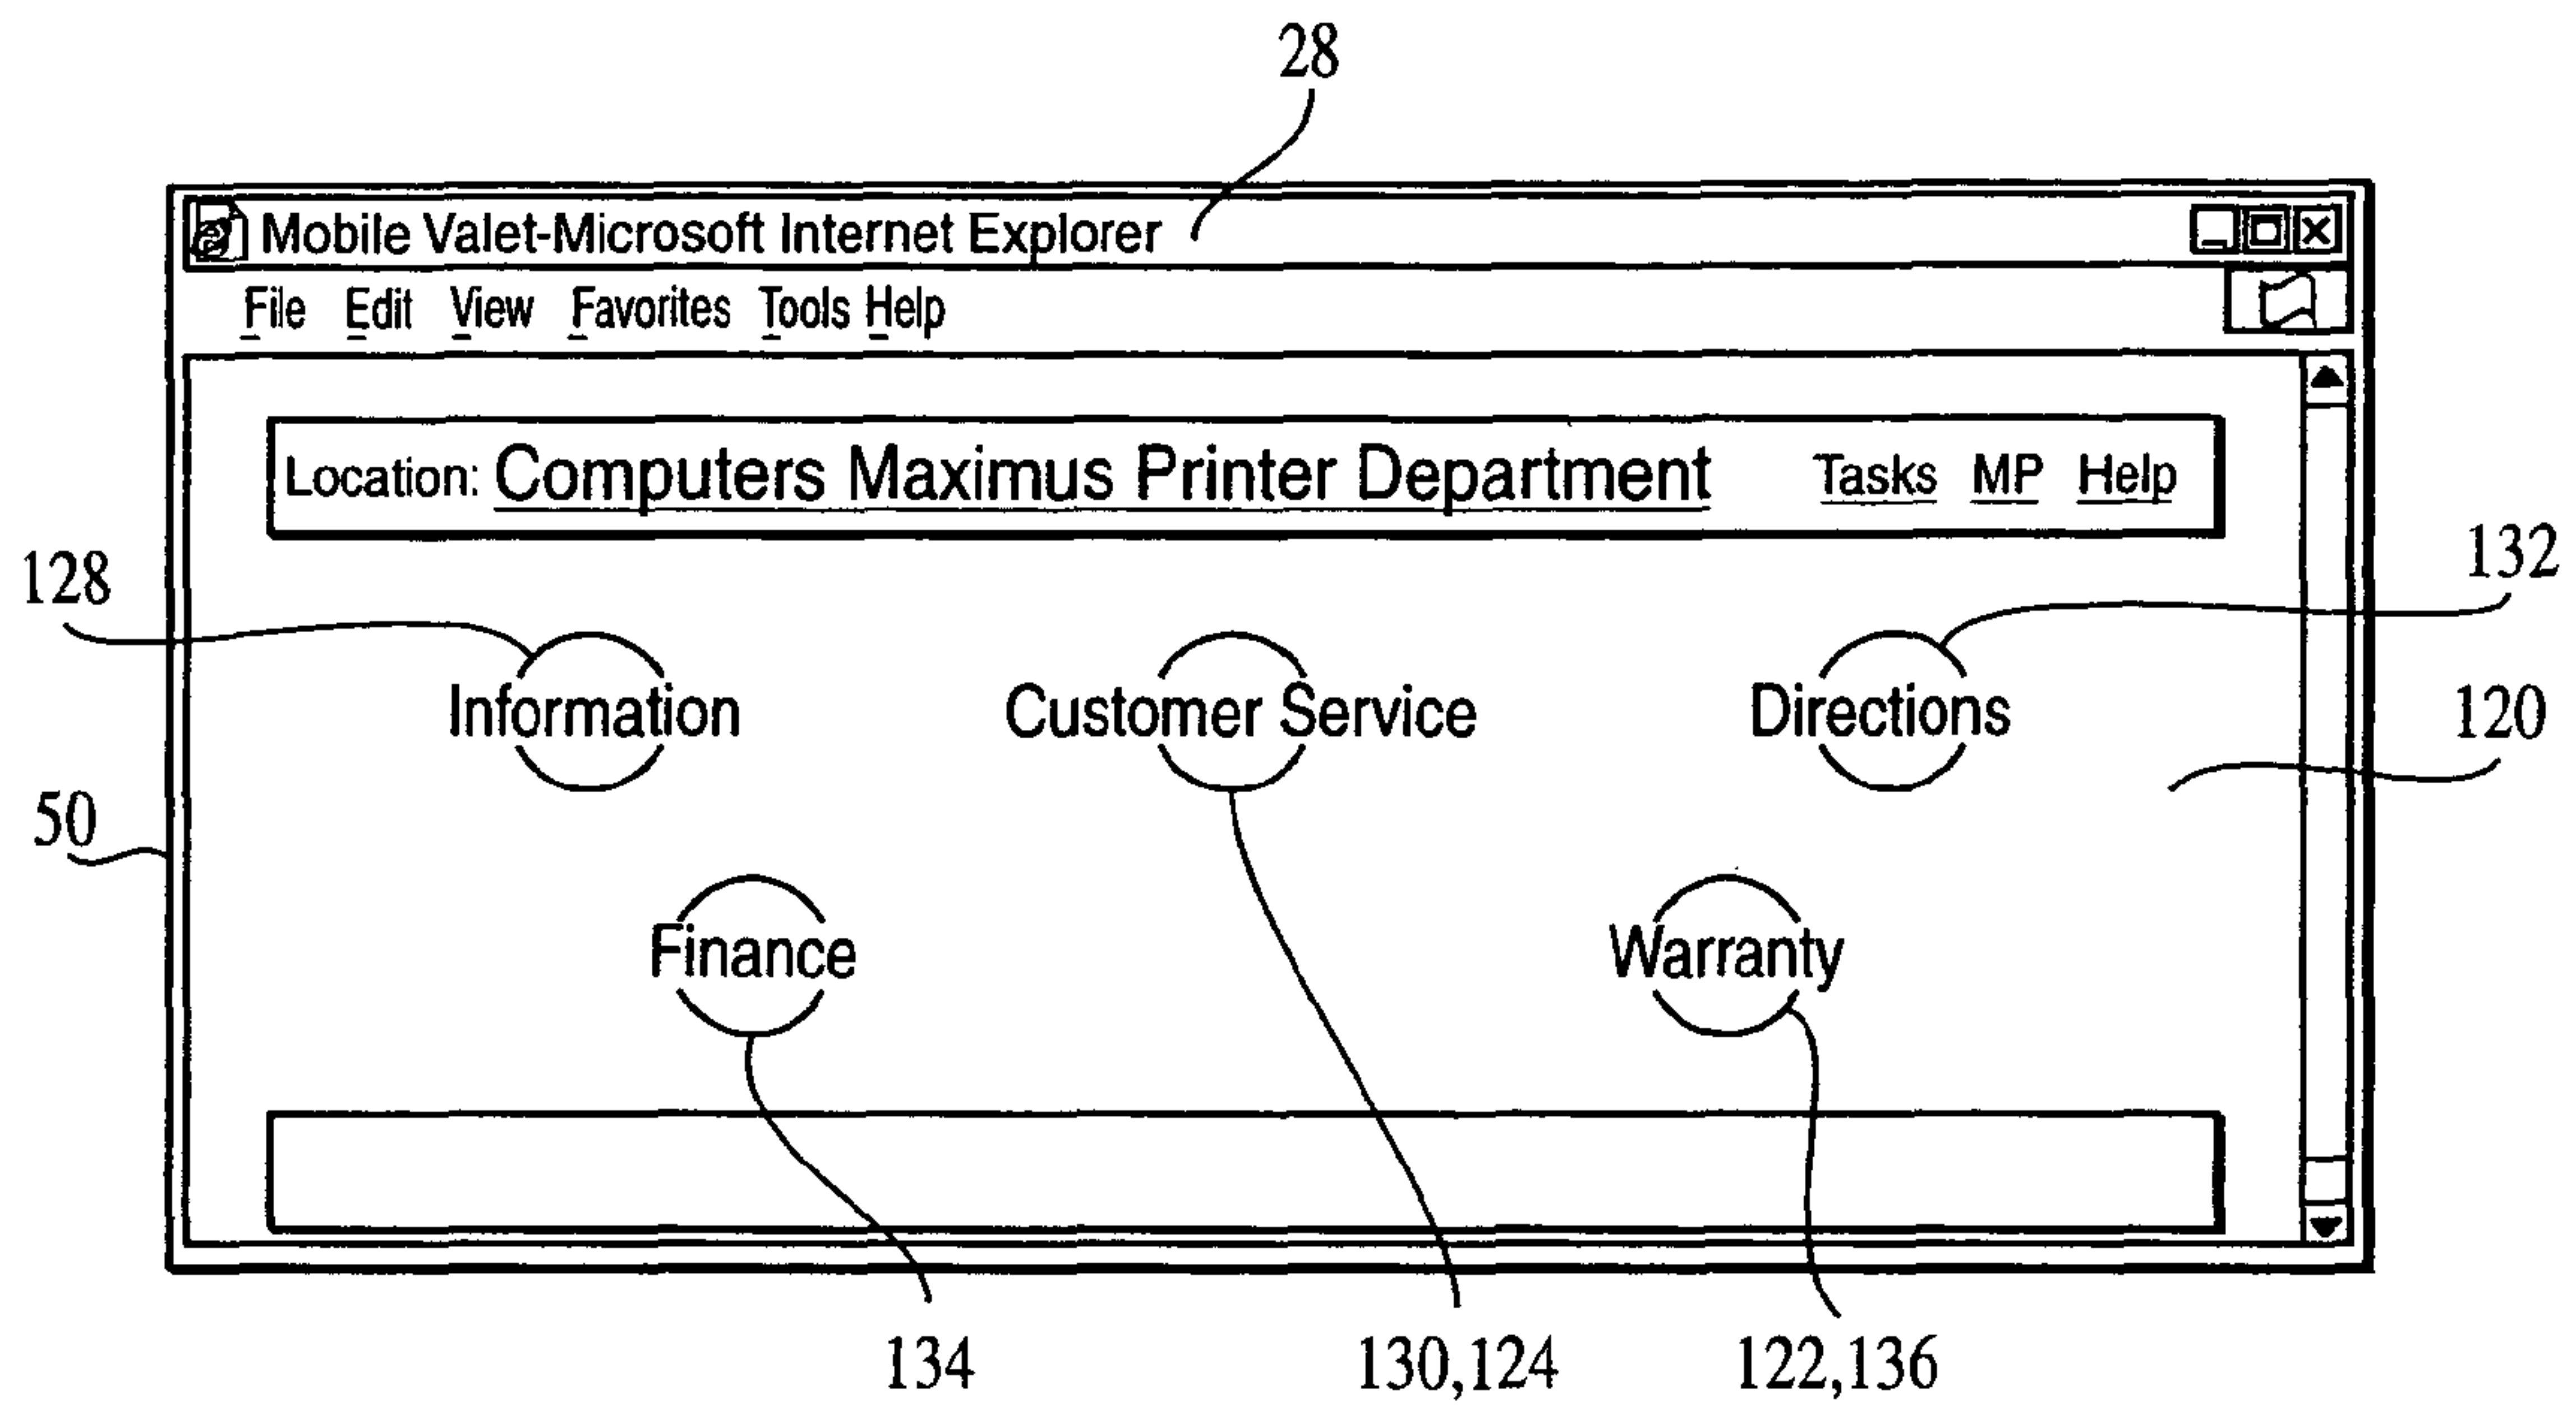 28
Mobile Valet-Microsoft Internet Explorer
File Edit View Favorites Tools Help
Location: Computers Maximus Printer Department Tasks MP Help
128
132
Information Customer Service Directions
120
50
Finance Warranty
134 130,124 122,136